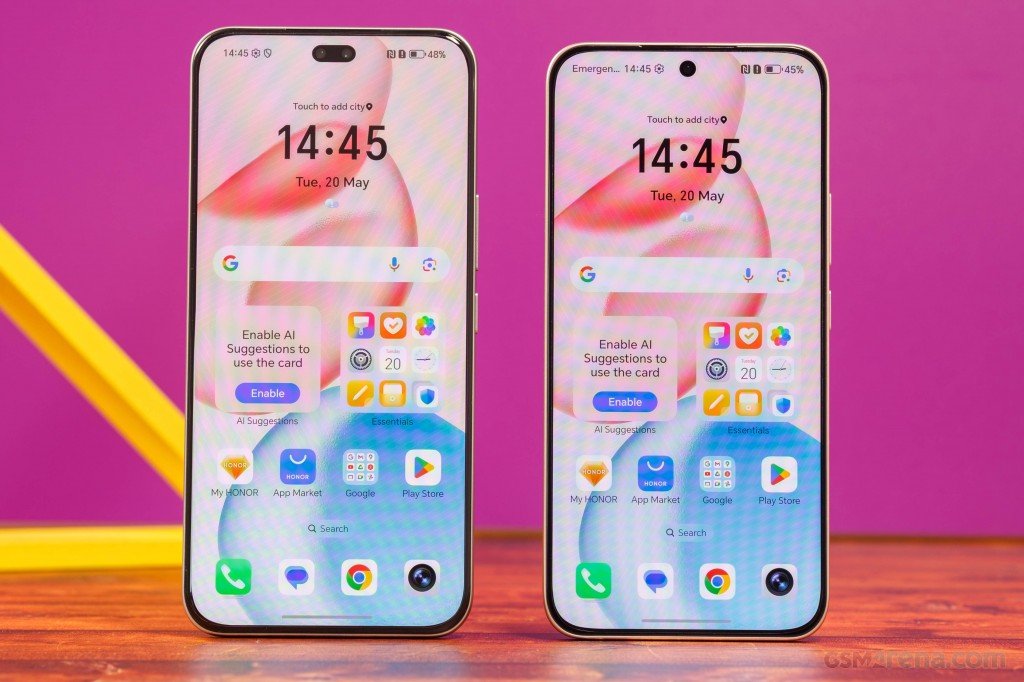 14:45
48%
Touch to add city
14:45
Tue, 20 May
Enable AI
Suggestions to
use the card
Enable
Tuesday
20
AI Suggestions
Essentials
HONOR
HONOR
My HONOR
App Market
Google
Play Store
Search
Emergen... 14:45
45%
Touch to add city
14:45
Tue, 20 May
Enable AI
Suggestions to
use the card
Enable
Tuesday
20
AI Suggestions
Essentials
HONOR
HONOR
My HONOR
App Market
Google
Play Store
Search
GSMArena.com